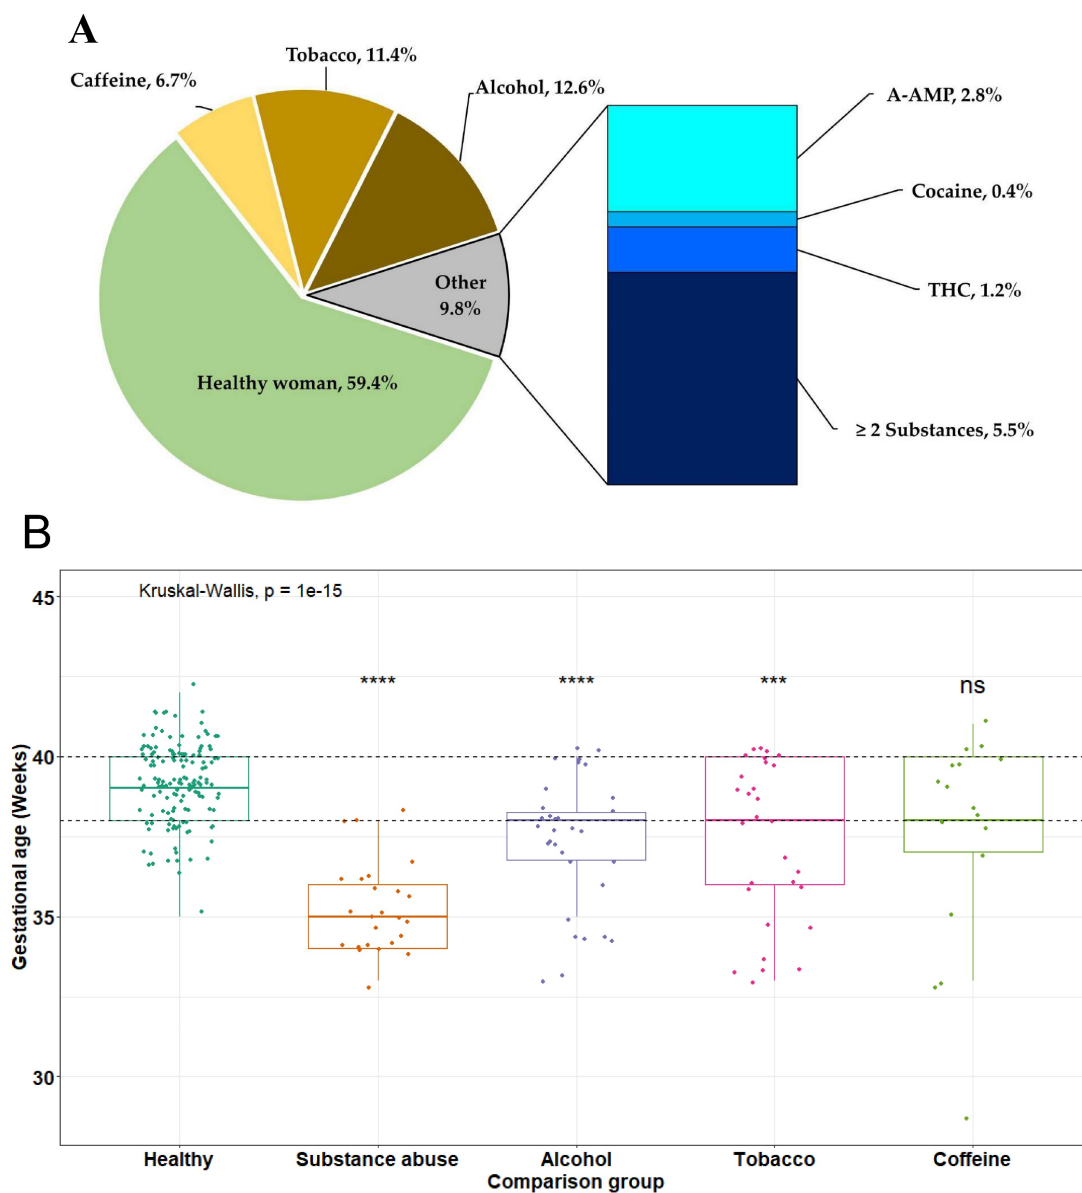 A
Tobacco, 11.4%
Caffeine, 6.7%
Alcohol, 12.6%
A-AMP, 2.8%
Cocaine, 0.4%
Other
9.8%
THC, 1.2%
Healthy woman, 59.4%
≥ 2 Substances, 5.5%
B
Kruskal-Wallis, p = 1e-15
45
40
35
30
**** **** *** ns
Gestational age (Weeks)
Healthy Substance abuse Alcohol Tobacco Coffeine
Comparison group